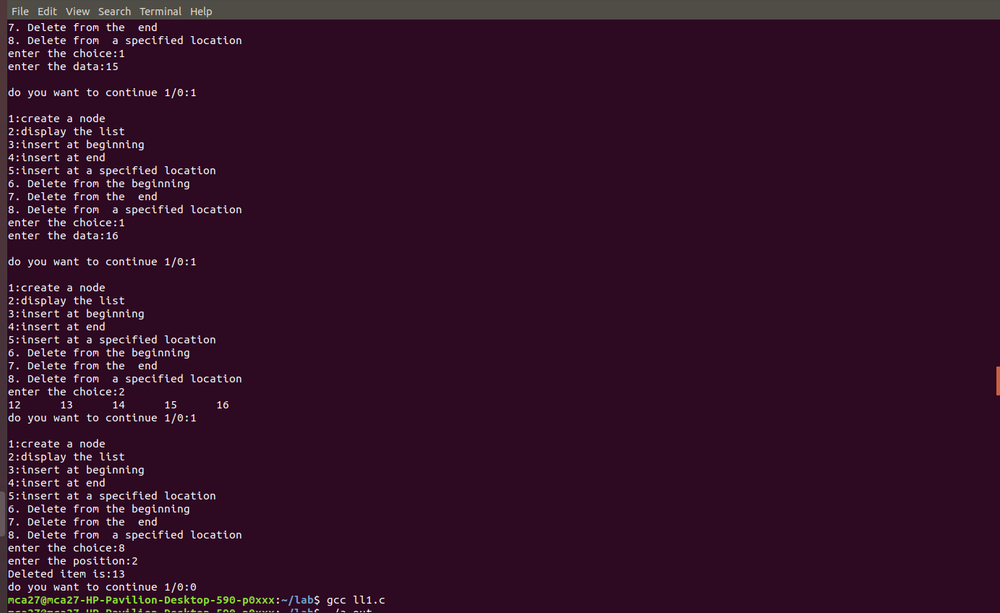 File Edit View Search Terminal Help
7. Delete from the  end
8. Delete from  a specified location
enter the choice:1
enter the data:15
do you want to continue 1/0:1
1:create a node
2:display the list
3:insert at beginning
4:insert at end
5:insert at a specified location
6. Delete from the beginning
7. Delete from the  end
8. Delete from  a specified location
enter the choice:1
enter the data:16
do you want to continue 1/0:1
1:create a node
2:display the list
3:insert at beginning
4:insert at end
5:insert at a specified location
6. Delete from the beginning
7. Delete from the  end
8. Delete from  a specified location
enter the choice:2
12      13      14      15      16
do you want to continue 1/0:1
1:create a node
2:display the list
3:insert at beginning
4:insert at end
5:insert at a specified location
6. Delete from the beginning
7. Delete from the  end
8. Delete from  a specified location
enter the choice:8
enter the position:2
Deleted item is:13
do you want to continue 1/0:0
mca27@mca27-HP-Pavilion-Desktop-590-p0xxx:~/lab$ gcc ll1.c
mca27@mca27-HP-Pavilion-Desktop-590-p0xxx:~/lab$ ./a.out